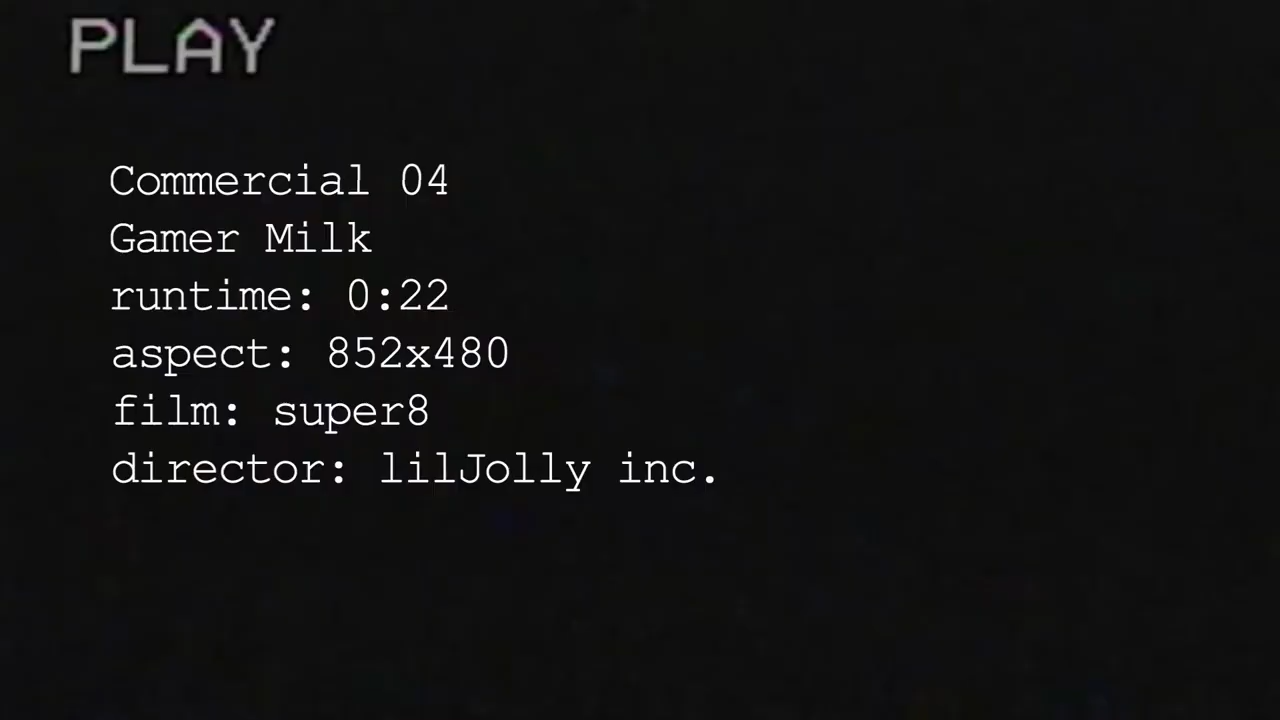 PLAY
Commercial 04
Gamer Milk
runtime: 0:22
aspect: 852x480
film: super8
director: lilJolly inc.